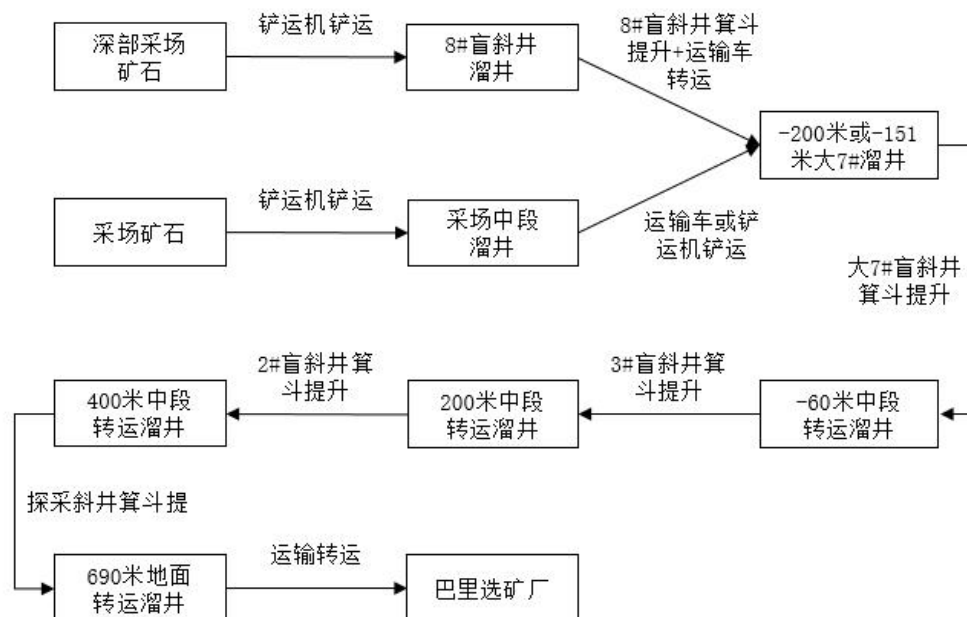 深部采场
矿石
铲运机铲运
8#盲斜井
溜井
8#盲斜井箕斗
提升+运输车
转运
-200米或-151
米大7#溜井
采场矿石
铲运机铲运
采场中段
溜井
运输车或铲
运机铲运
大7#盲斜井
箕斗提升
400米中段
转运溜井
2#盲斜井箕
斗提升
200米中段
转运溜井
3#盲斜井箕
斗提升
-60米中段
转运溜井
探采斜井箕斗提
690米地面
转运溜井
运输转运
巴里选矿厂